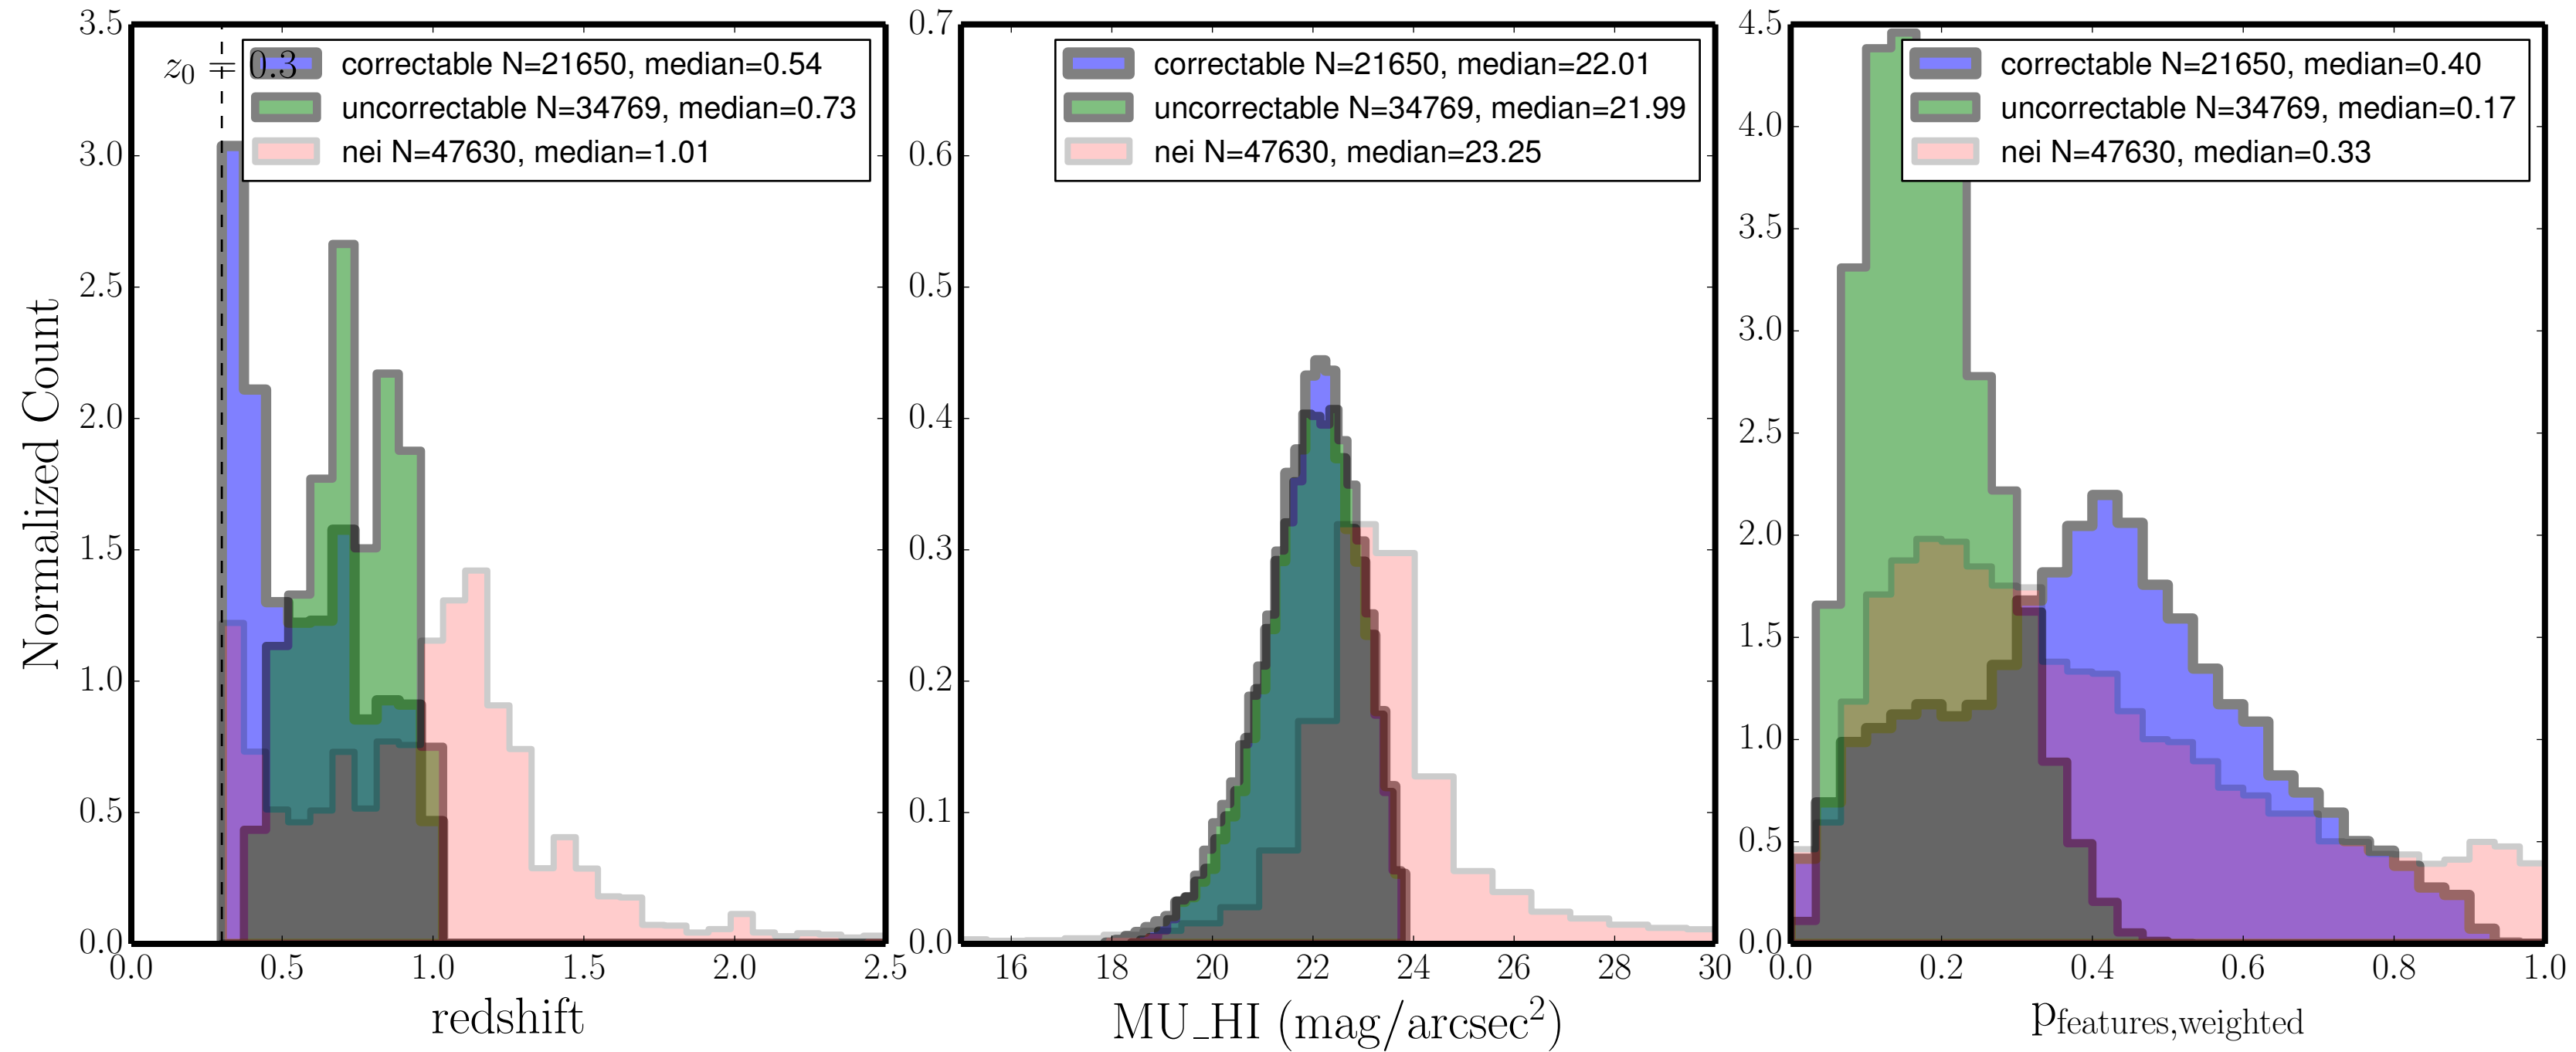 Normalized Count
3.5
3.0
2.5
2.0
1.5
1.0
0.5
0.0
z₀ = 0.3
correctable N=21650, median=0.54
uncorrectable N=34769, median=0.73
nei N=47630, median=1.01
0.0 0.5 1.0 1.5 2.0 2.5
redshift
0.7
0.6
0.5
0.4
0.3
0.2
0.1
0.0
correctable N=21650, median=22.01
uncorrectable N=34769, median=21.99
nei N=47630, median=23.25
16 18 20 22 24 26 28 30
MU_HI (mag/arcsec²)
4.5
4.0
3.5
3.0
2.5
2.0
1.5
1.0
0.5
0.0
correctable N=21650, median=0.40
uncorrectable N=34769, median=0.17
nei N=47630, median=0.33
0.0 0.2 0.4 0.6 0.8 1.0
p_features,weighted